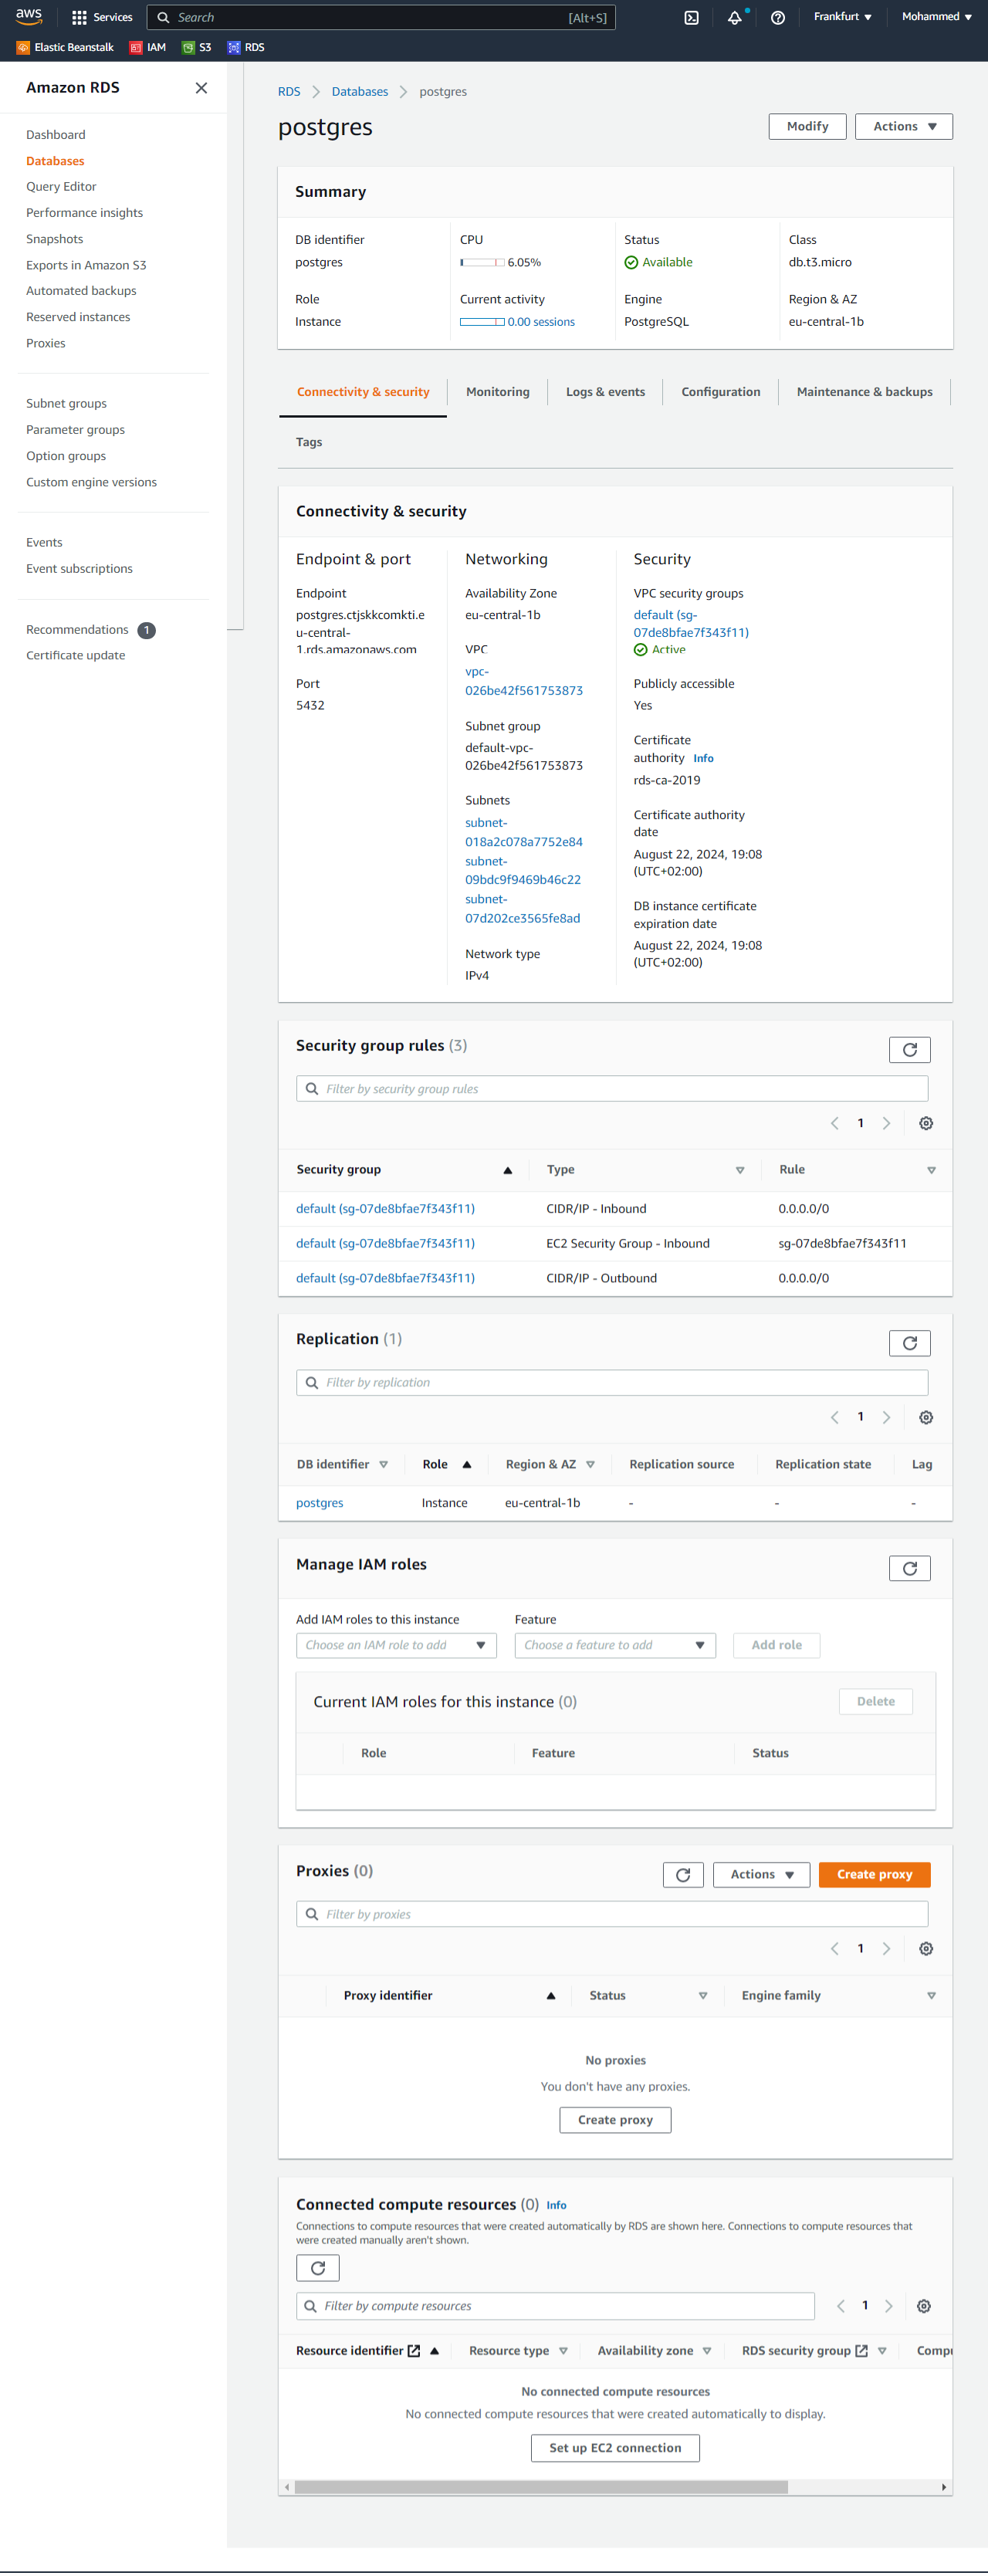 aws
Services
Search
[Alt+S]
Frankfurt
Mohammed
Elastic Beanstalk
IAM
S3
RDS
Amazon RDS
Dashboard
Databases
Query Editor
Performance insights
Snapshots
Exports in Amazon S3
Automated backups
Reserved instances
Proxies
Subnet groups
Parameter groups
Option groups
Custom engine versions
Events
Event subscriptions
Recommendations 1
Certificate update
RDS
Databases
postgres
postgres
Modify
Actions
Summary
DB identifier
postgres
CPU
6.05%
Status
Available
Class
db.t3.micro
Role
Instance
Current activity
0.00 sessions
Engine
PostgreSQL
Region & AZ
eu-central-1b
Connectivity & security
Monitoring
Logs & events
Configuration
Maintenance & backups
Tags
Connectivity & security
Endpoint & port
Endpoint
postgres.ctjskkcomkti.e
u-central-
1.rds.amazonaws.com
Port
5432
Networking
Availability Zone
eu-central-1b
VPC
vpc-
026be42f561753873
Subnet group
default-vpc-
026be42f561753873
Subnets
subnet-
018a2c078a7752e84
subnet-
09bdc9f9469b46c22
subnet-
07d202ce3565fe8ad
Network type
IPv4
Security
VPC security groups
default (sg-
07de8bfae7f343f11)
Active
Publicly accessible
Yes
Certificate
authority Info
rds-ca-2019
Certificate authority
date
August 22, 2024, 19:08
(UTC+02:00)
DB instance certificate
expiration date
August 22, 2024, 19:08
(UTC+02:00)
Security group rules (3)
Filter by security group rules
1
Security group
Type
Rule
default (sg-07de8bfae7f343f11)
CIDR/IP - Inbound
0.0.0.0/0
default (sg-07de8bfae7f343f11)
EC2 Security Group - Inbound
sg-07de8bfae7f343f11
default (sg-07de8bfae7f343f11)
CIDR/IP - Outbound
0.0.0.0/0
Replication (1)
Filter by replication
1
DB identifier
Role
Region & AZ
Replication source
Replication state
Lag
postgres
Instance
eu-central-1b
-
-
-
Manage IAM roles
Add IAM roles to this instance
Feature
Choose an IAM role to add
Choose a feature to add
Add role
Current IAM roles for this instance (0)
Delete
Role
Feature
Status
Proxies (0)
Actions
Create proxy
Filter by proxies
1
Proxy identifier
Status
Engine family
No proxies
You don't have any proxies.
Create proxy
Connected compute resources (0) Info
Connections to compute resources that were created automatically by RDS are shown here. Connections to compute resources that
were created manually aren't shown.
Filter by compute resources
1
Resource identifier
Resource type
Availability zone
RDS security group
No connected compute resources
No connected compute resources that were created automatically to display.
Set up EC2 connection